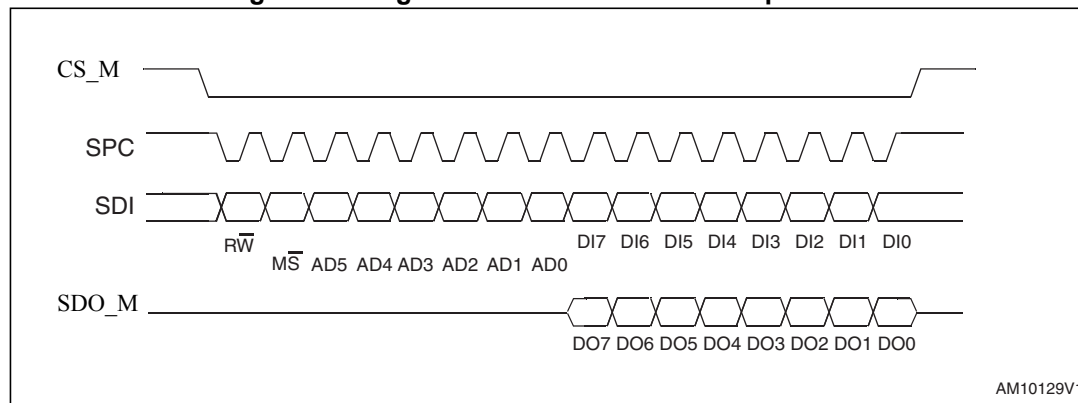 CS_M
SPC
SDI
RW̅
DI7 DI6 DI5 DI4 DI3 DI2 DI1 DI0
MS̅ AD5 AD4 AD3 AD2 AD1 AD0
SDO_M
DO7 DO6 DO5 DO4 DO3 DO2 DO1 DO0
AM10129V1